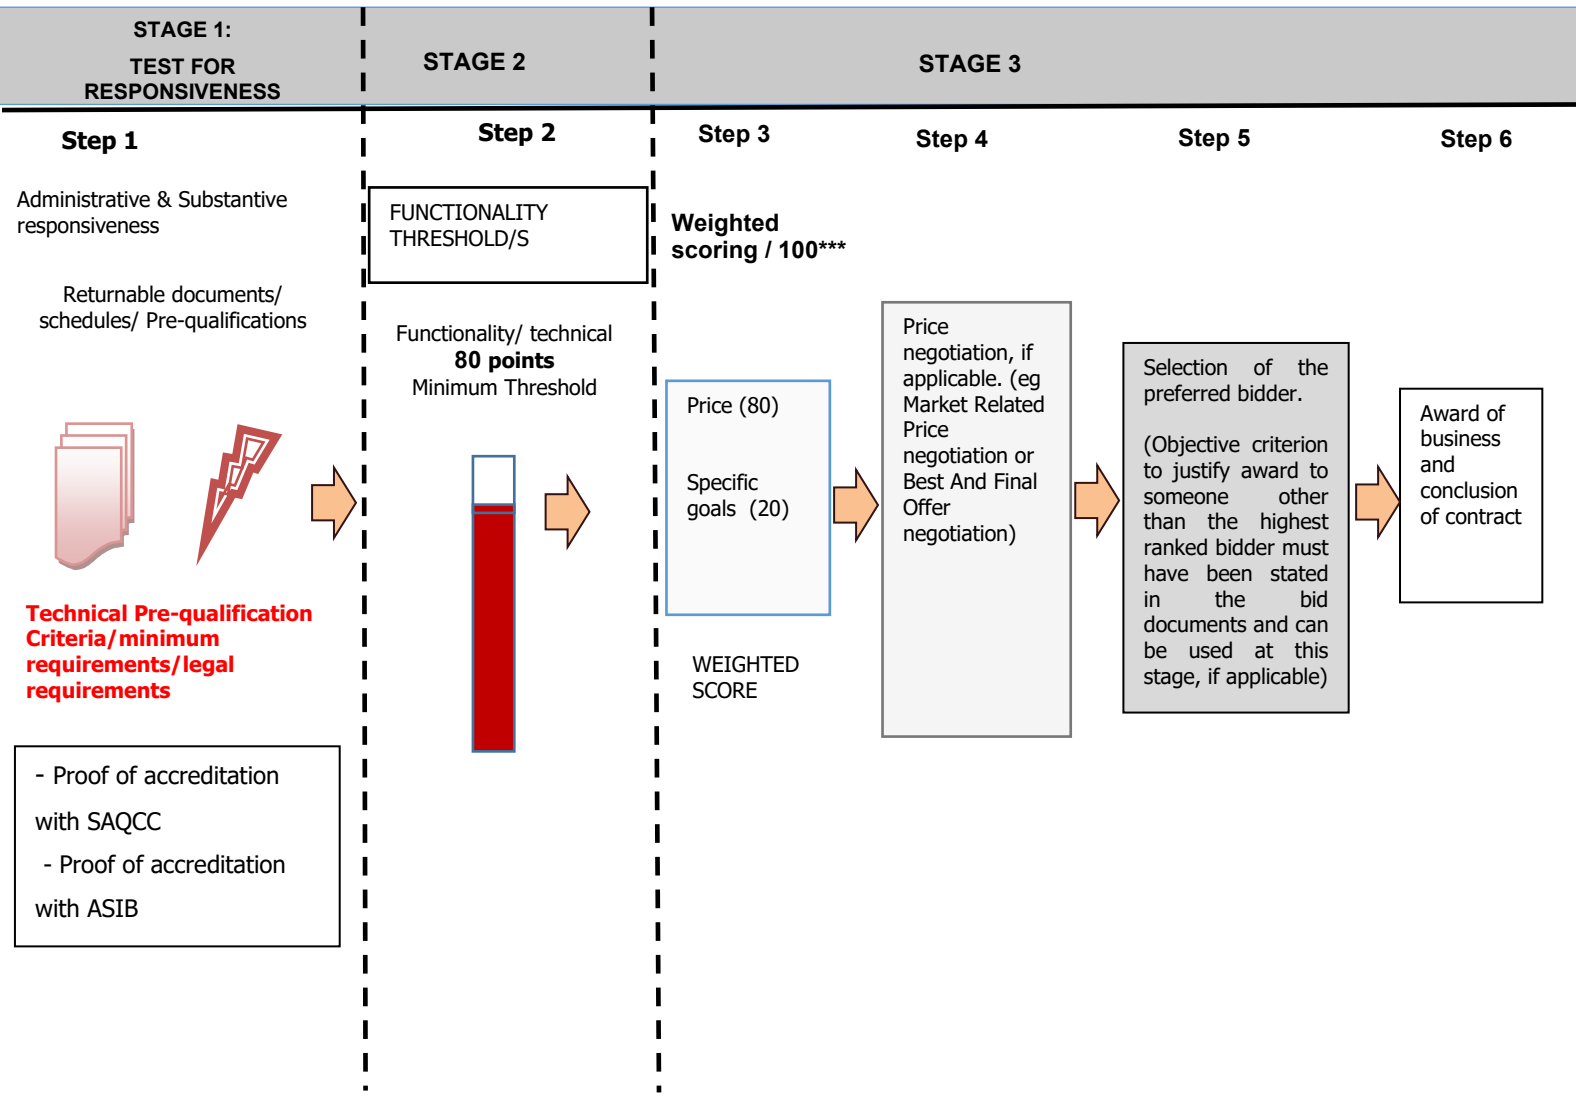 STAGE 1:
TEST FOR
RESPONSIVENESS
STAGE 2
STAGE 3
Step 1
Step 2
Step 3
Step 4
Step 5
Step 6
Administrative & Substantive
responsiveness
Returnable documents/
schedules/ Pre-qualifications
Technical Pre-qualification
Criteria/minimum
requirements/legal
requirements
- Proof of accreditation
with SAQCC
- Proof of accreditation
with ASIB
FUNCTIONALITY
THRESHOLD/S
Functionality/ technical
80 points
Minimum Threshold
Weighted
scoring / 100***
Price (80)
Specific
goals (20)
WEIGHTED
SCORE
Price
negotiation, if
applicable. (eg
Market Related
Price
negotiation or
Best And Final
Offer
negotiation)
Selection of the
preferred bidder.
(Objective criterion
to justify award to
someone other
than the highest
ranked bidder must
have been stated
in the bid
documents and can
be used at this
stage, if applicable)
Award of
business
and
conclusion
of contract